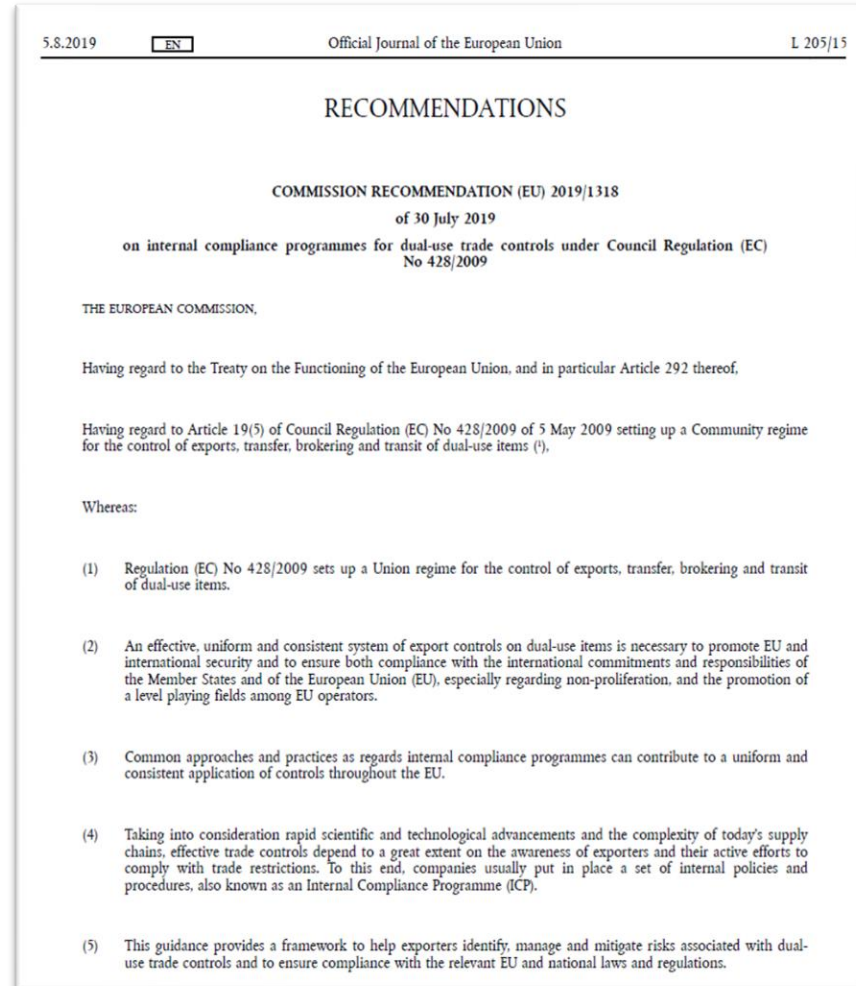 5.8.2019 EN Official Journal of the European Union L 205/15
RECOMMENDATIONS
COMMISSION RECOMMENDATION (EU) 2019/1318
of 30 July 2019
on internal compliance programmes for dual-use trade controls under Council Regulation (EC)
No 428/2009
THE EUROPEAN COMMISSION,
Having regard to the Treaty on the Functioning of the European Union, and in particular Article 292 thereof,
Having regard to Article 19(5) of Council Regulation (EC) No 428/2009 of 5 May 2009 setting up a Community regime
for the control of exports, transfer, brokering and transit of dual-use items (¹),
Whereas:
(1) Regulation (EC) No 428/2009 sets up a Union regime for the control of exports, transfer, brokering and transit
of dual-use items.
(2) An effective, uniform and consistent system of export controls on dual-use items is necessary to promote EU and
international security and to ensure both compliance with the international commitments and responsibilities of
the Member States and of the European Union (EU), especially regarding non-proliferation, and the promotion of
a level playing fields among EU operators.
(3) Common approaches and practices as regards internal compliance programmes can contribute to a uniform and
consistent application of controls throughout the EU.
(4) Taking into consideration rapid scientific and technological advancements and the complexity of today's supply
chains, effective trade controls depend to a great extent on the awareness of exporters and their active efforts to
comply with trade restrictions. To this end, companies usually put in place a set of internal policies and
procedures, also known as an Internal Compliance Programme (ICP).
(5) This guidance provides a framework to help exporters identify, manage and mitigate risks associated with dual-
use trade controls and to ensure compliance with the relevant EU and national laws and regulations.